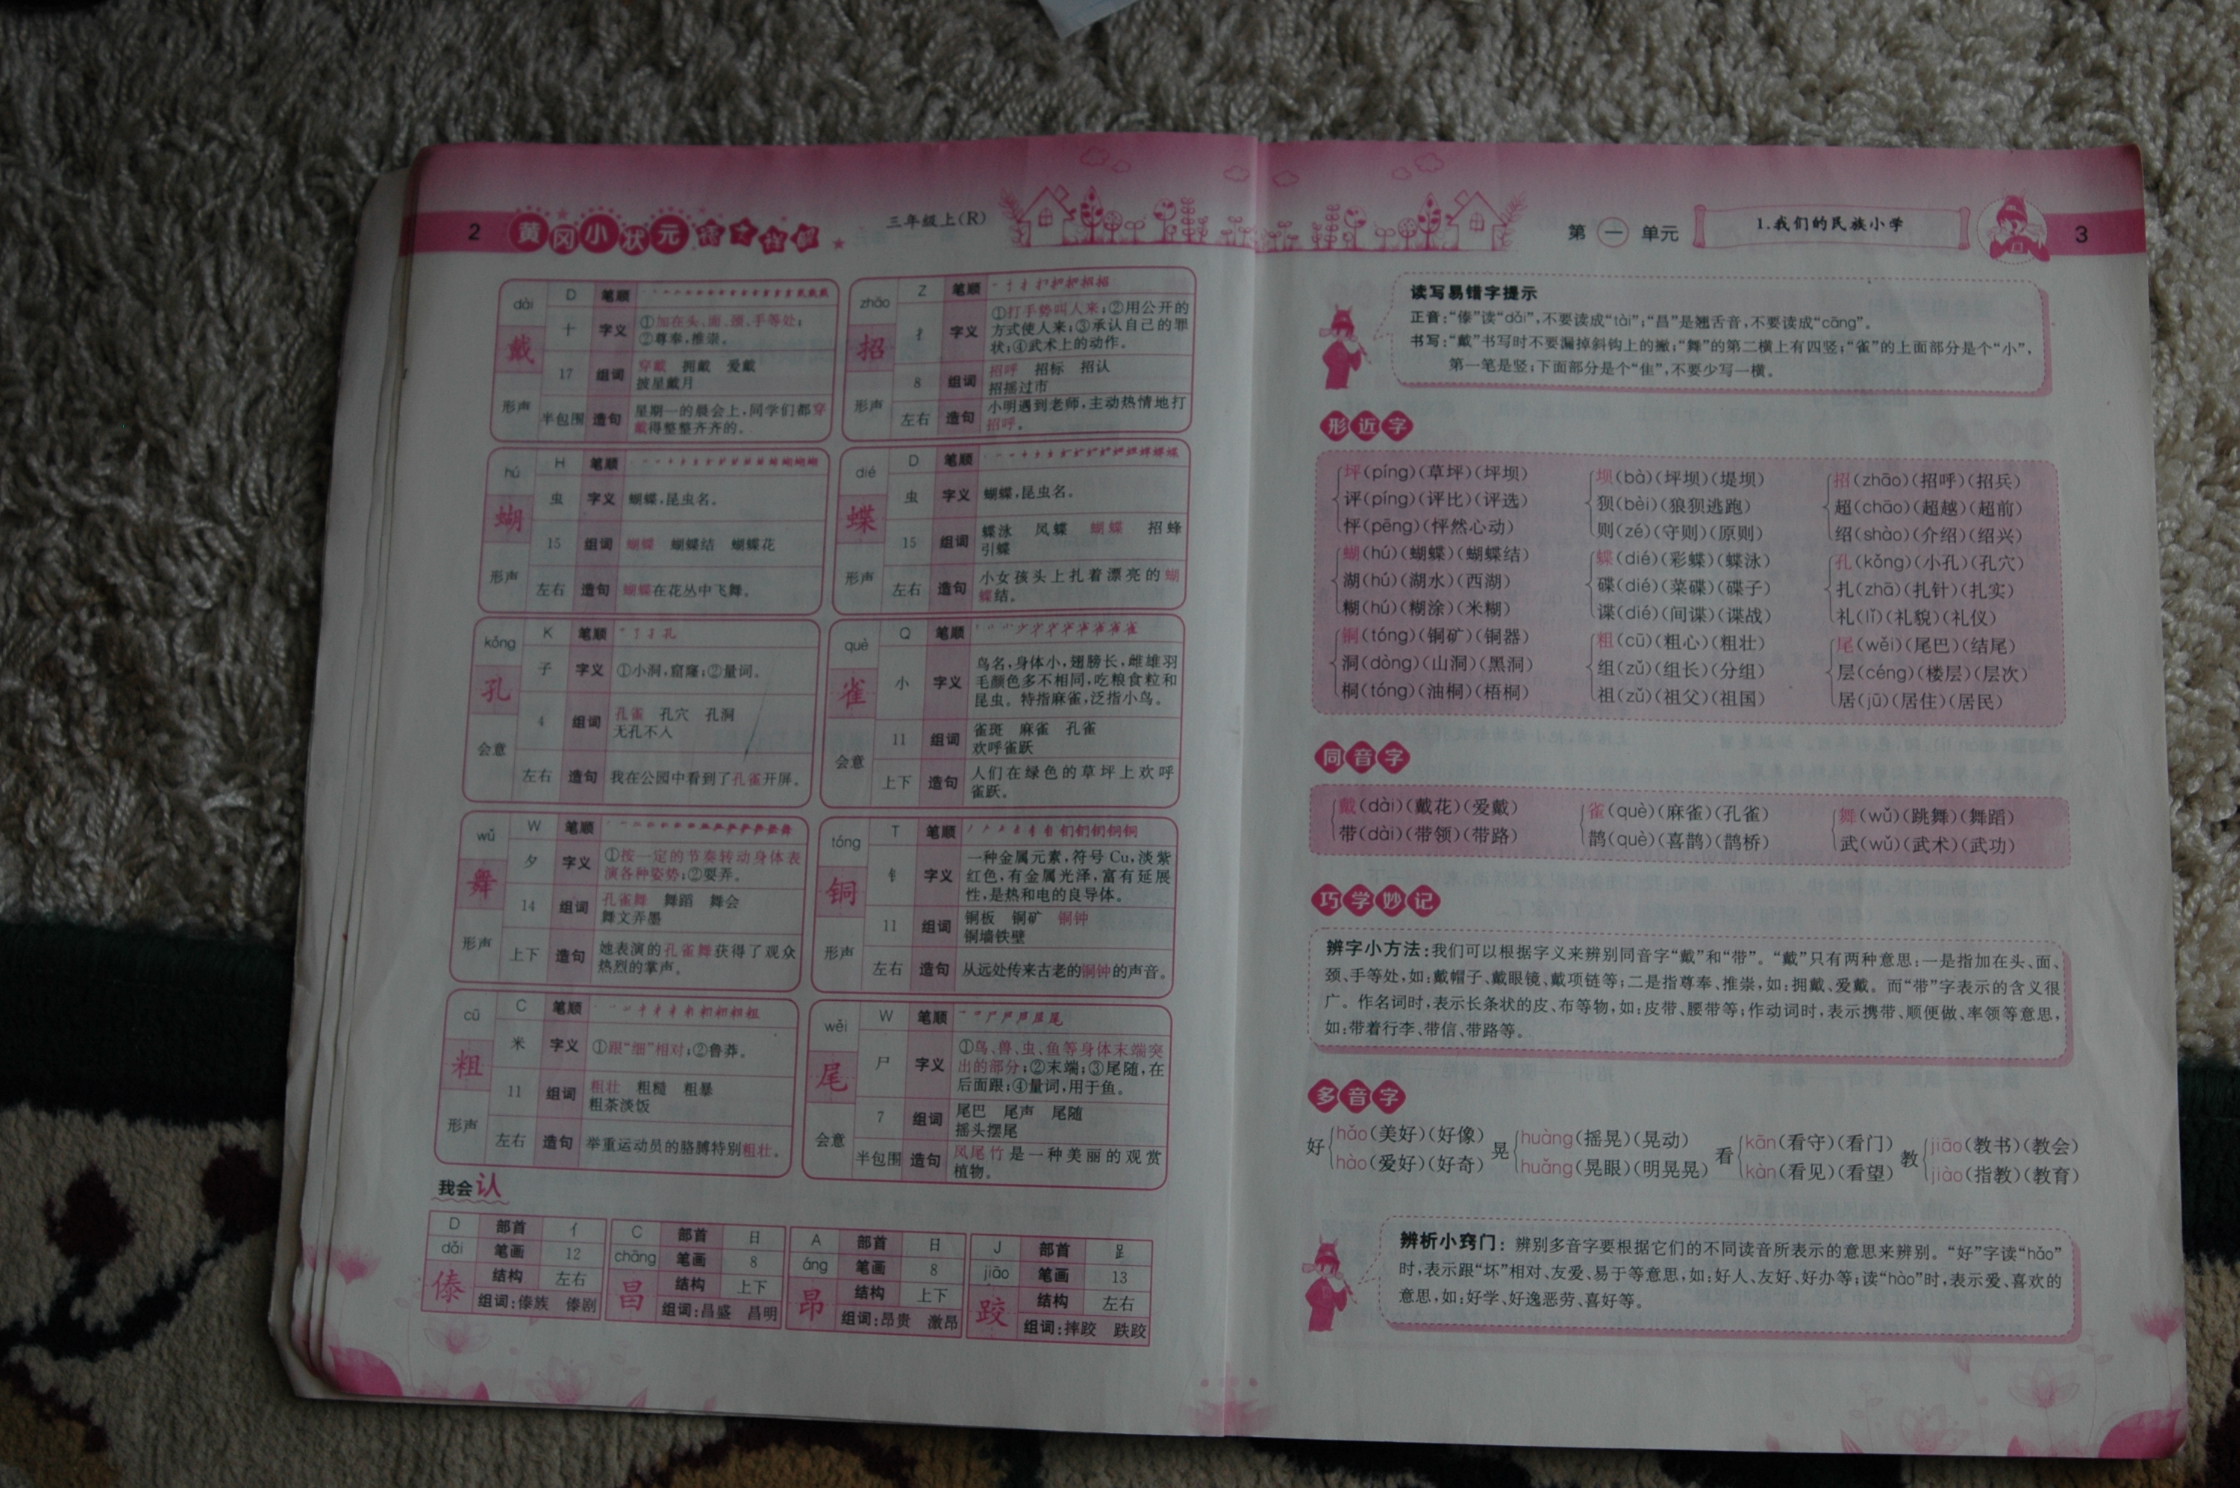 2 黄冈小状元 语文详解 三年级上(R)
dài D 笔顺
戴 十 字义 ①加在头、面、颈、手等处;
②尊奉,推崇。
17 组词 穿戴 拥戴 爱戴
披星戴月
形声 半包围 造句 星期一的晨会上,同学们都穿
戴得整整齐齐的。
zhāo Z 笔顺
招 扌 字义 ①打手势叫人来;②用公开的
方式使人来;③承认自己的罪
状;④武术上的动作。
8 组词 招呼 招标 招认
招摇过市
形声 左右 造句 小明遇到老师,主动热情地打
招呼。
hú H 笔顺
蝴 虫 字义 蝴蝶,昆虫名。
15 组词 蝴蝶 蝴蝶结 蝴蝶花
形声 左右 造句 蝴蝶在花丛中飞舞。
dié D 笔顺
蝶 虫 字义 蝴蝶,昆虫名。
15 组词 蝶泳 凤蝶 蝴蝶 招蜂
引蝶
形声 左右 造句 小女孩头上扎着漂亮的蝴
蝶结。
kǒng K 笔顺
孔 子 字义 ①小洞,窟窿;②量词。
4 组词 孔雀 孔穴 孔洞
无孔不入
会意 左右 造句 我在公园中看到了孔雀开屏。
què Q 笔顺
雀 小 字义 鸟名,身体小,翅膀长,雌雄羽
毛颜色多不相同,吃粮食粒和
昆虫。特指麻雀,泛指小鸟。
11 组词 雀斑 麻雀 孔雀
欢呼雀跃
会意 上下 造句 人们在绿色的草坪上欢呼
雀跃。
wǔ W 笔顺
舞 夕 字义 ①按一定的节奏转动身体表
演各种姿势;②耍弄。
14 组词 孔雀舞 舞蹈 舞会
舞文弄墨
形声 上下 造句 她表演的孔雀舞获得了观众
热烈的掌声。
tóng T 笔顺
铜 钅 字义 一种金属元素,符号Cu,淡紫
红色,有金属光泽,富有延展
性,是热和电的良导体。
11 组词 铜板 铜矿 铜钟
铜墙铁壁
形声 左右 造句 从远处传来古老的铜钟的声音。
cū C 笔顺
粗 米 字义 ①跟“细”相对;②鲁莽。
11 组词 粗壮 粗糙 粗暴
粗茶淡饭
形声 左右 造句 举重运动员的胳膊特别粗壮。
wěi W 笔顺
尾 尸 字义 ①鸟、兽、虫、鱼等身体末端突
出的部分;②末端;③尾随,在
后面跟;④量词,用于鱼。
7 组词 尾巴 尾声 尾随
摇头摆尾
会意 半包围 造句 凤尾竹是一种美丽的观赏
植物。
我会认
D 部首 亻
dǎi 笔画 12
傣 结构 左右
组词:傣族 傣剧
C 部首 日
chāng 笔画 8
昌 结构 上下
组词:昌盛 昌明
A 部首 日
áng 笔画 8
昂 结构 上下
组词:昂贵 激昂
J 部首 𧾷
jiāo 笔画 13
跤 结构 左右
组词:摔跤 跌跤
第一单元 1.我们的民族小学 3
读写易错字提示
正音:“傣”读“dǎi”,不要读成“tài”;“昌”是翘舌音,不要读成“cāng”。
书写:“戴”书写时不要漏掉斜钩上的撇;“舞”的第二横上有四竖;“雀”的上面部分是个“小”,
第一笔是竖;下面部分是个“隹”,不要少写一横。
形近字
坪(píng)(草坪)(坪坝) 坝(bà)(坪坝)(堤坝) 招(zhāo)(招呼)(招兵)
评(píng)(评比)(评选) 狈(bèi)(狼狈逃跑) 超(chāo)(超越)(超前)
怦(pēng)(怦然心动) 则(zé)(守则)(原则) 绍(shào)(介绍)(绍兴)
蝴(hú)(蝴蝶)(蝴蝶结) 蝶(dié)(彩蝶)(蝶泳) 孔(kǒng)(小孔)(孔穴)
湖(hú)(湖水)(西湖) 碟(dié)(菜碟)(碟子) 扎(zhā)(扎针)(扎实)
糊(hú)(糊涂)(米糊) 谍(dié)(间谍)(谍战) 礼(lǐ)(礼貌)(礼仪)
铜(tóng)(铜矿)(铜器) 粗(cū)(粗心)(粗壮) 尾(wěi)(尾巴)(结尾)
洞(dòng)(山洞)(黑洞) 组(zǔ)(组长)(分组) 层(céng)(楼层)(层次)
桐(tóng)(油桐)(梧桐) 祖(zǔ)(祖父)(祖国) 居(jū)(居住)(居民)
同音字
戴(dài)(戴花)(爱戴) 雀(què)(麻雀)(孔雀) 舞(wǔ)(跳舞)(舞蹈)
带(dài)(带领)(带路) 鹊(què)(喜鹊)(鹊桥) 武(wǔ)(武术)(武功)
巧学妙记
辨字小方法:我们可以根据字义来辨别同音字“戴”和“带”。“戴”只有两种意思:一是指加在头、面、
颈、手等处,如:戴帽子、戴眼镜、戴项链等;二是指尊奉、推崇,如:拥戴、爱戴。而“带”字表示的含义很
广。作名词时,表示长条状的皮、布等物,如:皮带、腰带等;作动词时,表示携带、顺便做、率领等意思,
如:带着行李、带信、带路等。
多音字
好 hǎo(美好)(好像) 晃 huàng(摇晃)(晃动) 看 kān(看守)(看门) 教 jiāo(教书)(教会)
hào(爱好)(好奇) huǎng(晃眼)(明晃晃) kàn(看见)(看望) jiào(指教)(教育)
辨析小窍门:辨别多音字要根据它们的不同读音所表示的意思来辨别。“好”字读“hǎo”
时,表示跟“坏”相对、友爱、易于等意思,如:好人、友好、好办等;读“hào”时,表示爱、喜欢的
意思,如:好学、好逸恶劳、喜好等。